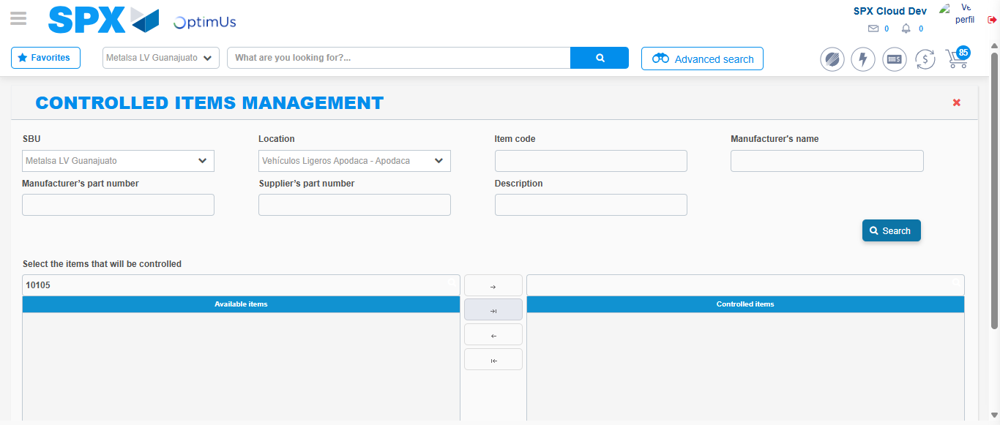 SPX OptimUs
SPX Cloud Dev
Ve perfil
0 0
Favorites
Metalsa LV Guanajuato
What are you looking for?...
Advanced search
$
$
85
CONTROLLED ITEMS MANAGEMENT
SBU
Location
Item code
Manufacturer's name
Metalsa LV Guanajuato
Vehículos Ligeros Apodaca - Apodaca
Manufacturer’s part number
Supplier’s part number
Description
Search
Select the items that will be controlled
10105
Available items
Controlled items